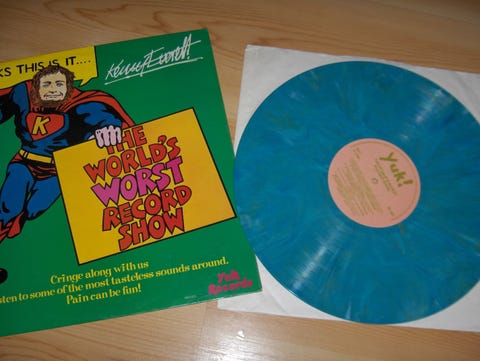 KS THIS IS IT....
Kenny Everett!
K
THE
WORLD'S
WORST
RECORD
SHOW
Cringe along with us
sten to some of the most tasteless sounds around.
Pain can be fun!
Yuk
Records
Yuk!